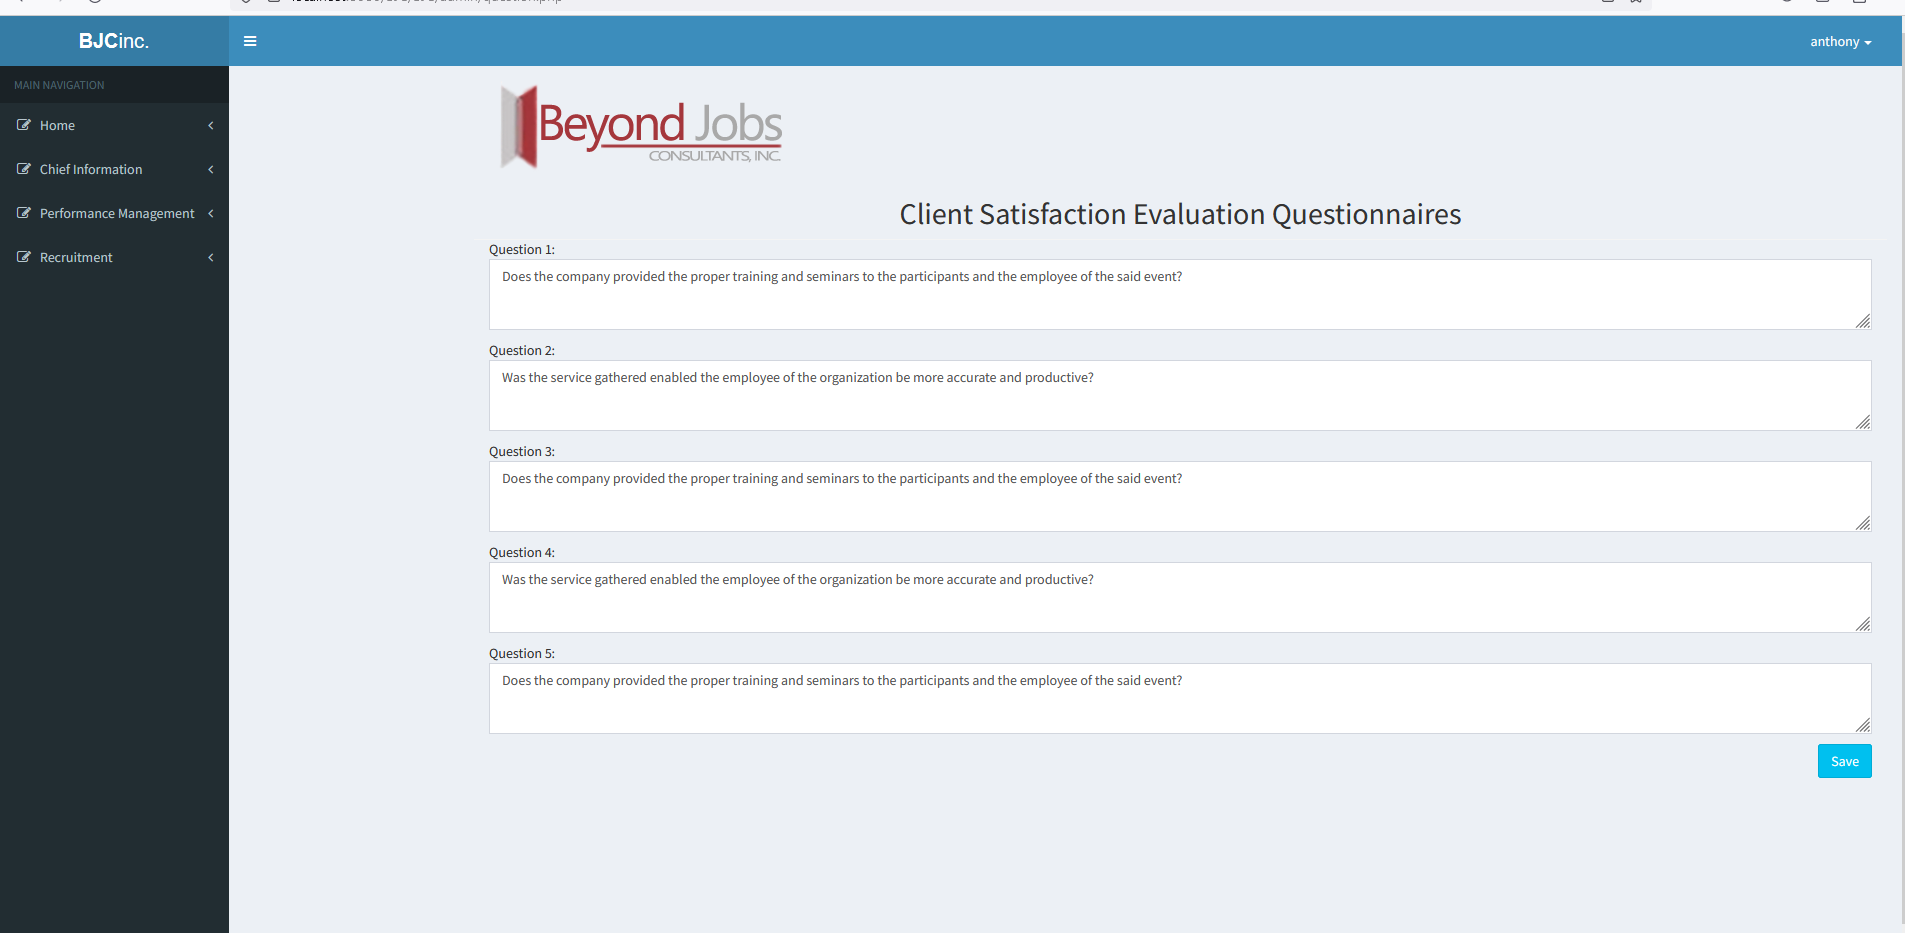 BJCinc.
anthony
MAIN NAVIGATION
Home
Chief Information
Performance Management
Recruitment
Beyond Jobs
CONSULTANTS, INC.
Client Satisfaction Evaluation Questionnaires
Question 1:
Does the company provided the proper training and seminars to the participants and the employee of the said event?
Question 2:
Was the service gathered enabled the employee of the organization be more accurate and productive?
Question 3:
Does the company provided the proper training and seminars to the participants and the employee of the said event?
Question 4:
Was the service gathered enabled the employee of the organization be more accurate and productive?
Question 5:
Does the company provided the proper training and seminars to the participants and the employee of the said event?
Save